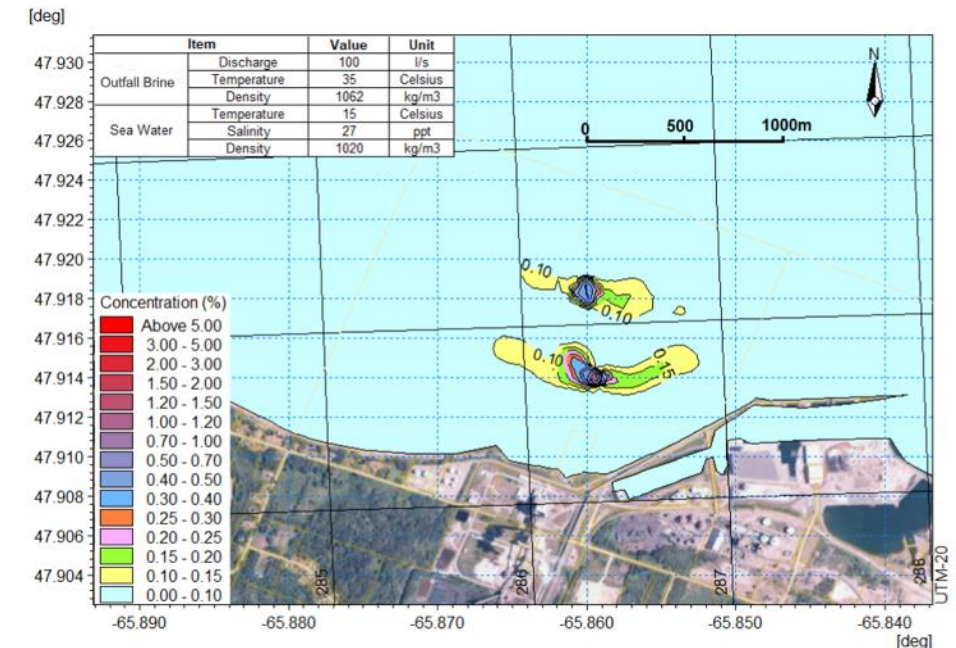 [deg]
Item Value Unit
Outfall Brine Discharge 100 l/s
Temperature 35 Celsius
Density 1062 kg/m3
Sea Water Temperature 15 Celsius
Salinity 27 ppt
Density 1020 kg/m3
N
0 500 1000m
47.930
47.928
47.926
47.924
47.922
47.920
47.918
47.916
47.914
47.912
47.910
47.908
47.906
47.904
0.10
0.10
0.10
0.15
Concentration (%)
Above 5.00
3.00 - 5.00
2.00 - 3.00
1.50 - 2.00
1.20 - 1.50
1.00 - 1.20
0.70 - 1.00
0.50 - 0.70
0.40 - 0.50
0.30 - 0.40
0.25 - 0.30
0.20 - 0.25
0.15 - 0.20
0.10 - 0.15
0.00 - 0.10
285
286
287
288
UTM-20
-65.890 -65.880 -65.870 -65.860 -65.850 -65.840
[deg]